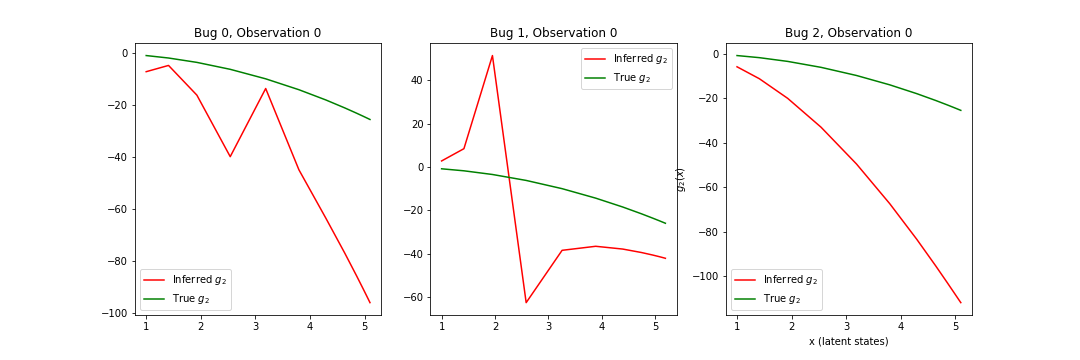 Bug 0, Observation 0
0
−20
−40
−60
−80
−100
1 2 3 4 5
Inferred g₂
True g₂
Bug 1, Observation 0
40
20
0
−20
−40
−60
1 2 3 4 5
Inferred g₂
True g₂
Bug 2, Observation 0
g₂(x)
0
−20
−40
−60
−80
−100
1 2 3 4 5
x (latent states)
Inferred g₂
True g₂